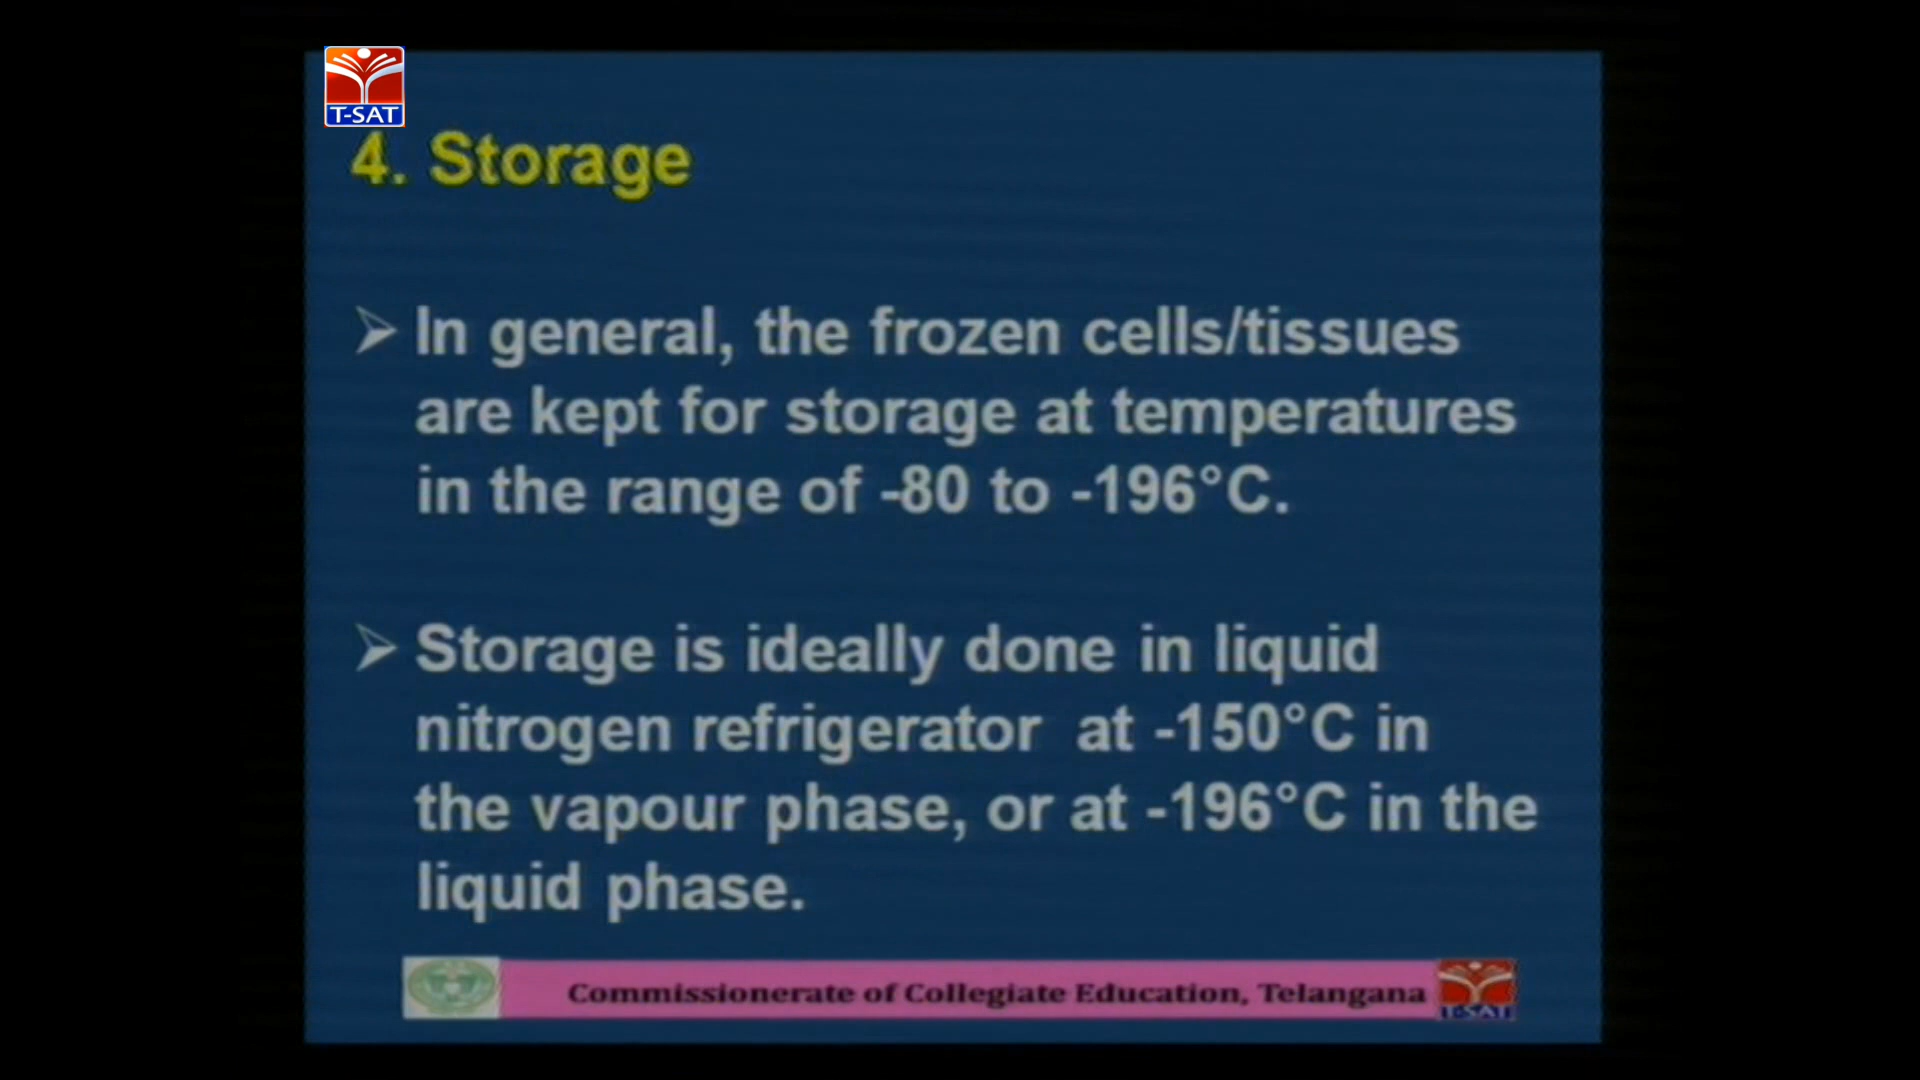 T-SAT
4. Storage
In general, the frozen cells/tissues
are kept for storage at temperatures
in the range of -80 to -196°C.
Storage is ideally done in liquid
nitrogen refrigerator at -150°C in
the vapour phase, or at -196°C in the
liquid phase.
Commissionerate of Collegiate Education, Telangana
T-SAT